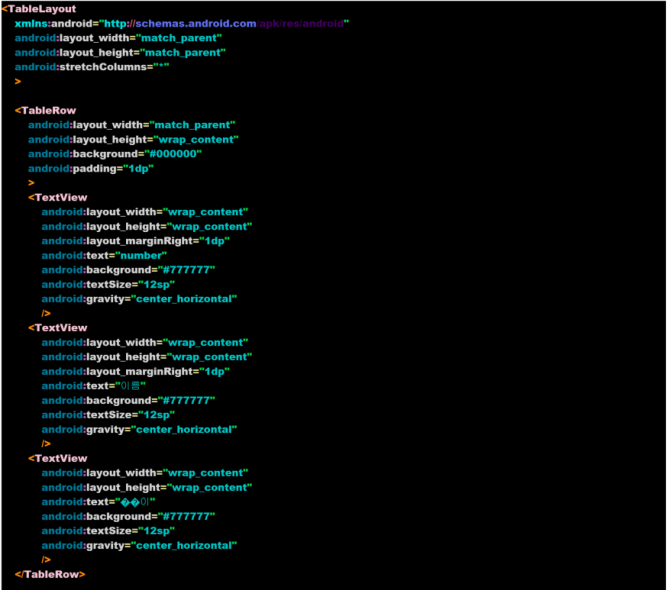 <TableLayout
xmlns:android="http://schemas.android.com/apk/res/android"
android:layout_width="match_parent"
android:layout_height="match_parent"
android:stretchColumns="*"
>
<TableRow
android:layout_width="match_parent"
android:layout_height="wrap_content"
android:background="#000000"
android:padding="1dp"
>
<TextView
android:layout_width="wrap_content"
android:layout_height="wrap_content"
android:layout_marginRight="1dp"
android:text="number"
android:background="#777777"
android:textSize="12sp"
android:gravity="center_horizontal"
/>
<TextView
android:layout_width="wrap_content"
android:layout_height="wrap_content"
android:layout_marginRight="1dp"
android:text="이름"
android:background="#777777"
android:textSize="12sp"
android:gravity="center_horizontal"
/>
<TextView
android:layout_width="wrap_content"
android:layout_height="wrap_content"
android:text="��이"
android:background="#777777"
android:textSize="12sp"
android:gravity="center_horizontal"
/>
</TableRow>